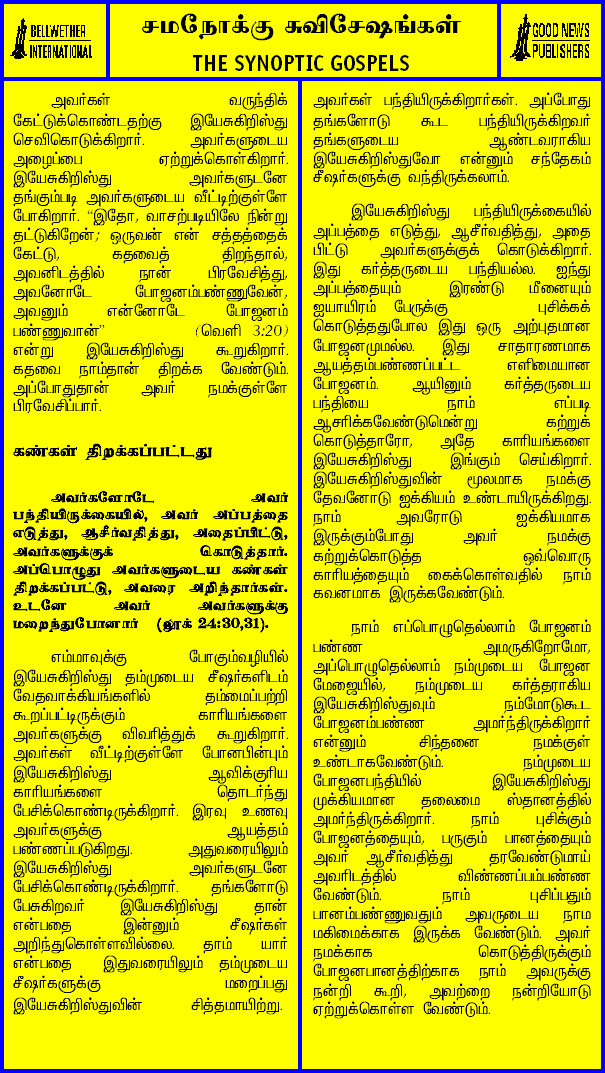 BELLWETHER
INTERNATIONAL
சமநோக்கு சுவிசேஷங்கள்
THE SYNOPTIC GOSPELS
GOOD NEWS
PUBLISHERS
அவர்கள் வருந்திக்
கேட்டுக்கொண்டதற்கு இயேசுகிறிஸ்து
செவிகொடுக்கிறார். அவர்களுடைய
அழைப்பை ஏற்றுக்கொள்கிறார்.
இயேசுகிறிஸ்து அவர்களுடனே
தங்கும்படி அவர்களுடைய வீட்டிற்குள்ளே
போகிறார். “இதோ, வாசற்படியிலே நின்று
தட்டுகிறேன்; ஒருவன் என் சத்தத்தைக்
கேட்டு, கதவைத் திறந்தால்,
அவனிடத்தில் நான் பிரவேசித்து,
அவனோடே போஜனம்பண்ணுவேன்,
அவனும் என்னோடே போஜனம்
பண்ணுவான்” (வெளி 3:20)
என்று இயேசுகிறிஸ்து கூறுகிறார்.
கதவை நாம்தான் திறக்க வேண்டும்.
அப்போதுதான் அவர் நமக்குள்ளே
பிரவேசிப்பார்.
கண்கள் திறக்கப்பட்டது
அவர்களோடே அவர்
பந்தியிருக்கையில், அவர் அப்பத்தை
எடுத்து, ஆசீர்வதித்து, அதைப்பிட்டு,
அவர்களுக்குக் கொடுத்தார்.
அப்பொழுது அவர்களுடைய கண்கள்
திறக்கப்பட்டு, அவரை அறிந்தார்கள்.
உடனே அவர் அவர்களுக்கு
மறைந்துபோனார் (லூக் 24:30,31).
எம்மாவுக்கு போகும்வழியில்
இயேசுகிறிஸ்து தம்முடைய சீஷர்களிடம்
வேதவாக்கியங்களில் தம்மைப்பற்றி
கூறப்பட்டிருக்கும் காரியங்களை
அவர்களுக்கு விவரித்துக் கூறுகிறார்.
அவர்கள் வீட்டிற்குள்ளே போனபின்பும்
இயேசுகிறிஸ்து ஆவிக்குரிய
காரியங்களை தொடர்ந்து
பேசிக்கொண்டிருக்கிறார். இரவு உணவு
அவர்களுக்கு ஆயத்தம்
பண்ணப்படுகிறது. அதுவரையிலும்
இயேசுகிறிஸ்து அவர்களுடனே
பேசிக்கொண்டிருக்கிறார். தங்களோடு
பேசுகிறவர் இயேசுகிறிஸ்து தான்
என்பதை இன்னும் சீஷர்கள்
அறிந்துகொள்ளவில்லை. தாம் யார்
என்பதை இதுவரையிலும் தம்முடைய
சீஷர்களுக்கு மறைப்பது
இயேசுகிறிஸ்துவின் சித்தமாயிற்று.
அவர்கள் பந்தியிருக்கிறார்கள். அப்போது
தங்களோடு கூட பந்தியிருக்கிறவர்
தங்களுடைய ஆண்டவராகிய
இயேசுகிறிஸ்துவோ என்னும் சந்தேகம்
சீஷர்களுக்கு வந்திருக்கலாம்.
இயேசுகிறிஸ்து பந்தியிருக்கையில்
அப்பத்தை எடுத்து, ஆசீர்வதித்து, அதை
பிட்டு அவர்களுக்குக் கொடுக்கிறார்.
இது கர்த்தருடைய பந்தியல்ல. ஐந்து
அப்பத்தையும் இரண்டு மீனையும்
ஐயாயிரம் பேருக்கு புசிக்கக்
கொடுத்ததுபோல இது ஒரு அற்புதமான
போஜனமுமல்ல. இது சாதாரணமாக
ஆயத்தம்பண்ணப்பட்ட எளிமையான
போஜனம். ஆயினும் கர்த்தருடைய
பந்தியை நாம் எப்படி
ஆசரிக்கவேண்டுமென்று கற்றுக்
கொடுத்தாரோ, அதே காரியங்களை
இயேசுகிறிஸ்து இங்கும் செய்கிறார்.
இயேசுகிறிஸ்துவின் மூலமாக நமக்கு
தேவனோடு ஐக்கியம் உண்டாயிருக்கிறது.
நாம் அவரோடு ஐக்கியமாக
இருக்கும்போது அவர் நமக்கு
கற்றுக்கொடுத்த ஒவ்வொரு
காரியத்தையும் கைக்கொள்வதில் நாம்
கவனமாக இருக்கவேண்டும்.
நாம் எப்பொழுதெல்லாம் போஜனம்
பண்ண அமருகிறோமோ,
அப்பொழுதெல்லாம் நம்முடைய போஜன
மேஜையில், நம்முடைய கர்த்தராகிய
இயேசுகிறிஸ்துவும் நம்மோடுகூட
போஜனம்பண்ண அமர்ந்திருக்கிறார்
என்னும் சிந்தனை நமக்குள்
உண்டாகவேண்டும். நம்முடைய
போஜனபந்தியில் இயேசுகிறிஸ்து
முக்கியமான தலைமை ஸ்தானத்தில்
அமர்ந்திருக்கிறார். நாம் புசிக்கும்
போஜனத்தையும், பருகும் பானத்தையும்
அவர் ஆசீர்வதித்து தரவேண்டுமாய்
அவரிடத்தில் விண்ணப்பம்பண்ண
வேண்டும். நாம் புசிப்பதும்
பானம்பண்ணுவதும் அவருடைய நாம
மகிமைக்காக இருக்க வேண்டும். அவர்
நமக்காக கொடுத்திருக்கும்
போஜனபானத்திற்காக நாம் அவருக்கு
நன்றி கூறி, அவற்றை நன்றியோடு
ஏற்றுக்கொள்ள வேண்டும்.